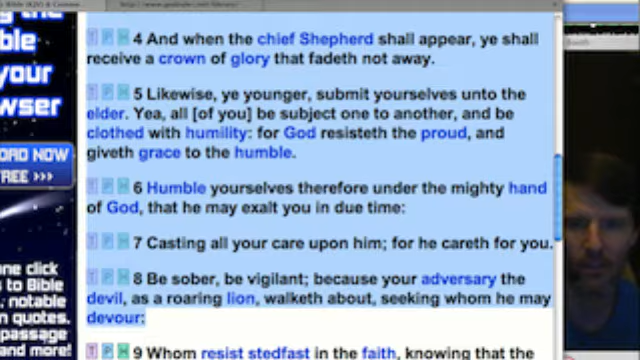 4 And when the chief Shepherd shall appear, ye shall
receive a crown of glory that fadeth not away.
5 Likewise, ye younger, submit yourselves unto the
elder. Yea, all [of you] be subject one to another, and be
clothed with humility: for God resisteth the proud, and
giveth grace to the humble.
6 Humble yourselves therefore under the mighty hand
of God, that he may exalt you in due time:
7 Casting all your care upon him; for he careth for you.
8 Be sober, be vigilant; because your adversary the
devil, as a roaring lion, walketh about, seeking whom he may
devour:
9 Whom resist stedfast in the faith, knowing that the
ng the
ble
your
wser
ORD NOW
FREE >>>
one click
s to Bible
s, notable
n quotes.
passage
and more!